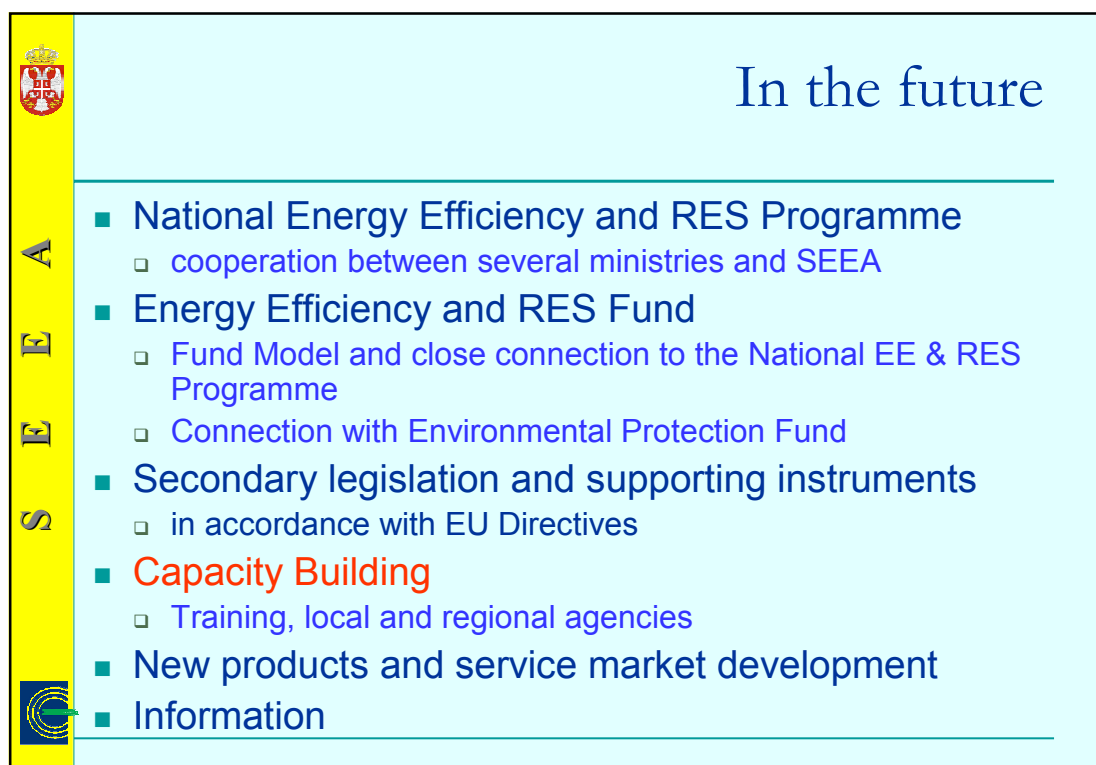 In the future
S E E A
National Energy Efficiency and RES Programme
cooperation between several ministries and SEEA
Energy Efficiency and RES Fund
Fund Model and close connection to the National EE & RES
Programme
Connection with Environmental Protection Fund
Secondary legislation and supporting instruments
in accordance with EU Directives
Capacity Building
Training, local and regional agencies
New products and service market development
Information